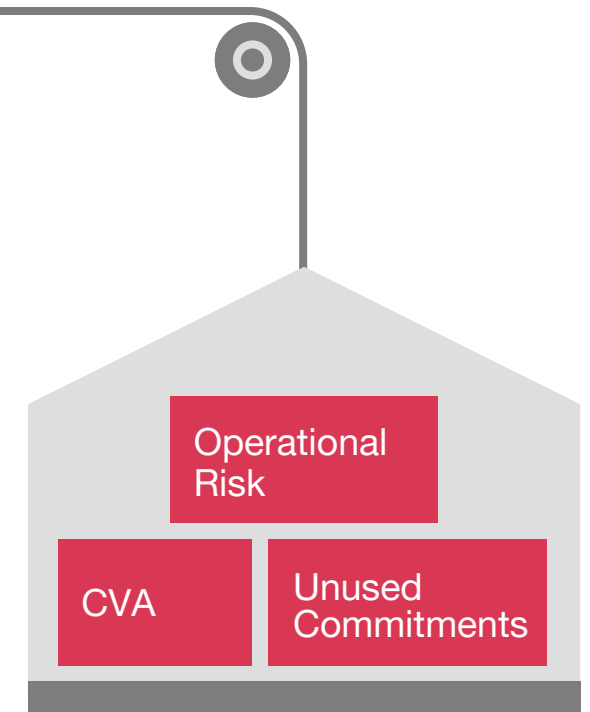 Operational
Risk
CVA
Unused
Commitments